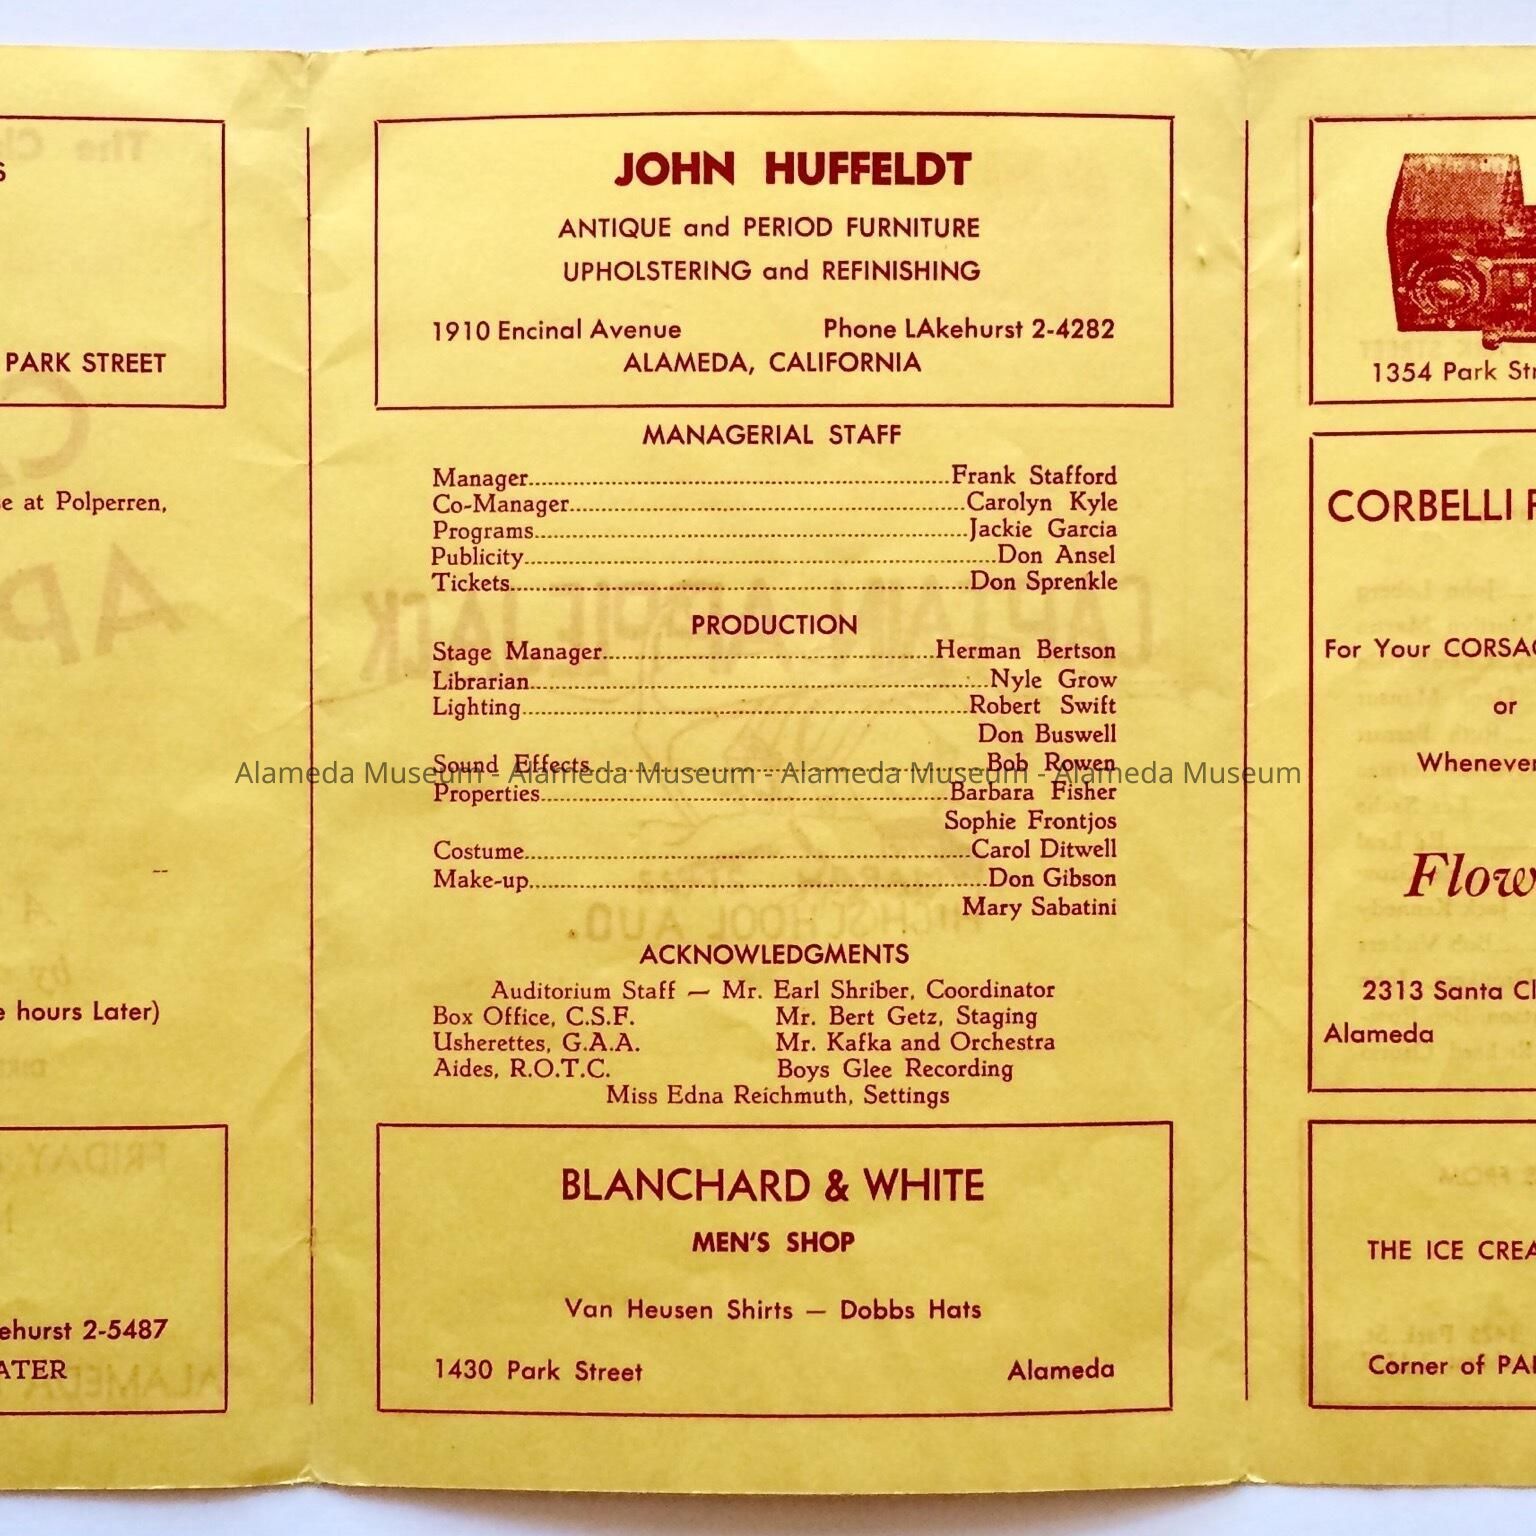 S
PARK STREET
e at Polperren,
e hours Later)
ehurst 2-5487
ATER
JOHN HUFFELDT
ANTIQUE and PERIOD FURNITURE
UPHOLSTERING and REFINISHING
1910 Encinal Avenue Phone LAkehurst 2-4282
ALAMEDA, CALIFORNIA
MANAGERIAL STAFF
Manager Frank Stafford
Co-Manager Carolyn Kyle
Programs Jackie Garcia
Publicity Don Ansel
Tickets Don Sprenkle
PRODUCTION
Stage Manager Herman Bertson
Librarian Nyle Grow
Lighting Robert Swift
Don Buswell
Sound Effects Bob Rowen
Alameda Museum - Alameda Museum - Alameda Museum - Alameda Museum
Properties Barbara Fisher
Sophie Frontjos
Costume Carol Ditwell
Make-up Don Gibson
Mary Sabatini
ACKNOWLEDGMENTS
Auditorium Staff — Mr. Earl Shriber, Coordinator
Box Office, C.S.F. Mr. Bert Getz, Staging
Usherettes, G.A.A. Mr. Kafka and Orchestra
Aides, R.O.T.C. Boys Glee Recording
Miss Edna Reichmuth, Settings
BLANCHARD & WHITE
MEN'S SHOP
Van Heusen Shirts — Dobbs Hats
1430 Park Street Alameda
1354 Park Str
CORBELLI F
For Your CORSAG
or
Whenever
Flow
2313 Santa Cl
Alameda
THE ICE CREA
Corner of PAR